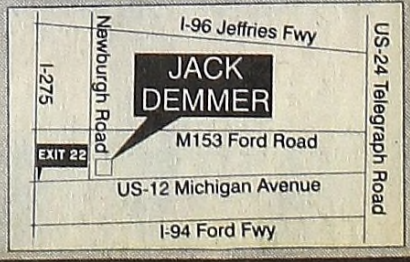 I-96 Jeffries Fwy
I-275
Newburgh Road
JACK
DEMMER
US-24 Telegraph Road
M153 Ford Road
EXIT 22
US-12 Michigan Avenue
I-94 Ford Fwy